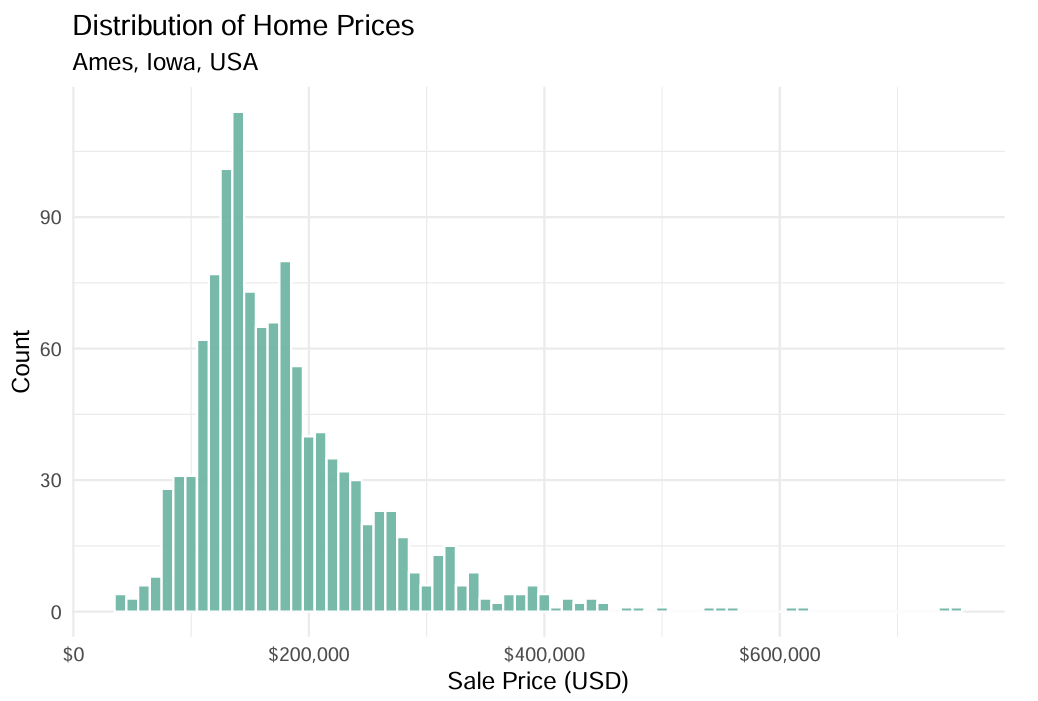 Distribution of Home Prices
Ames, Iowa, USA
Count
90
60
30
0
$0
$200,000
$400,000
$600,000
Sale Price (USD)